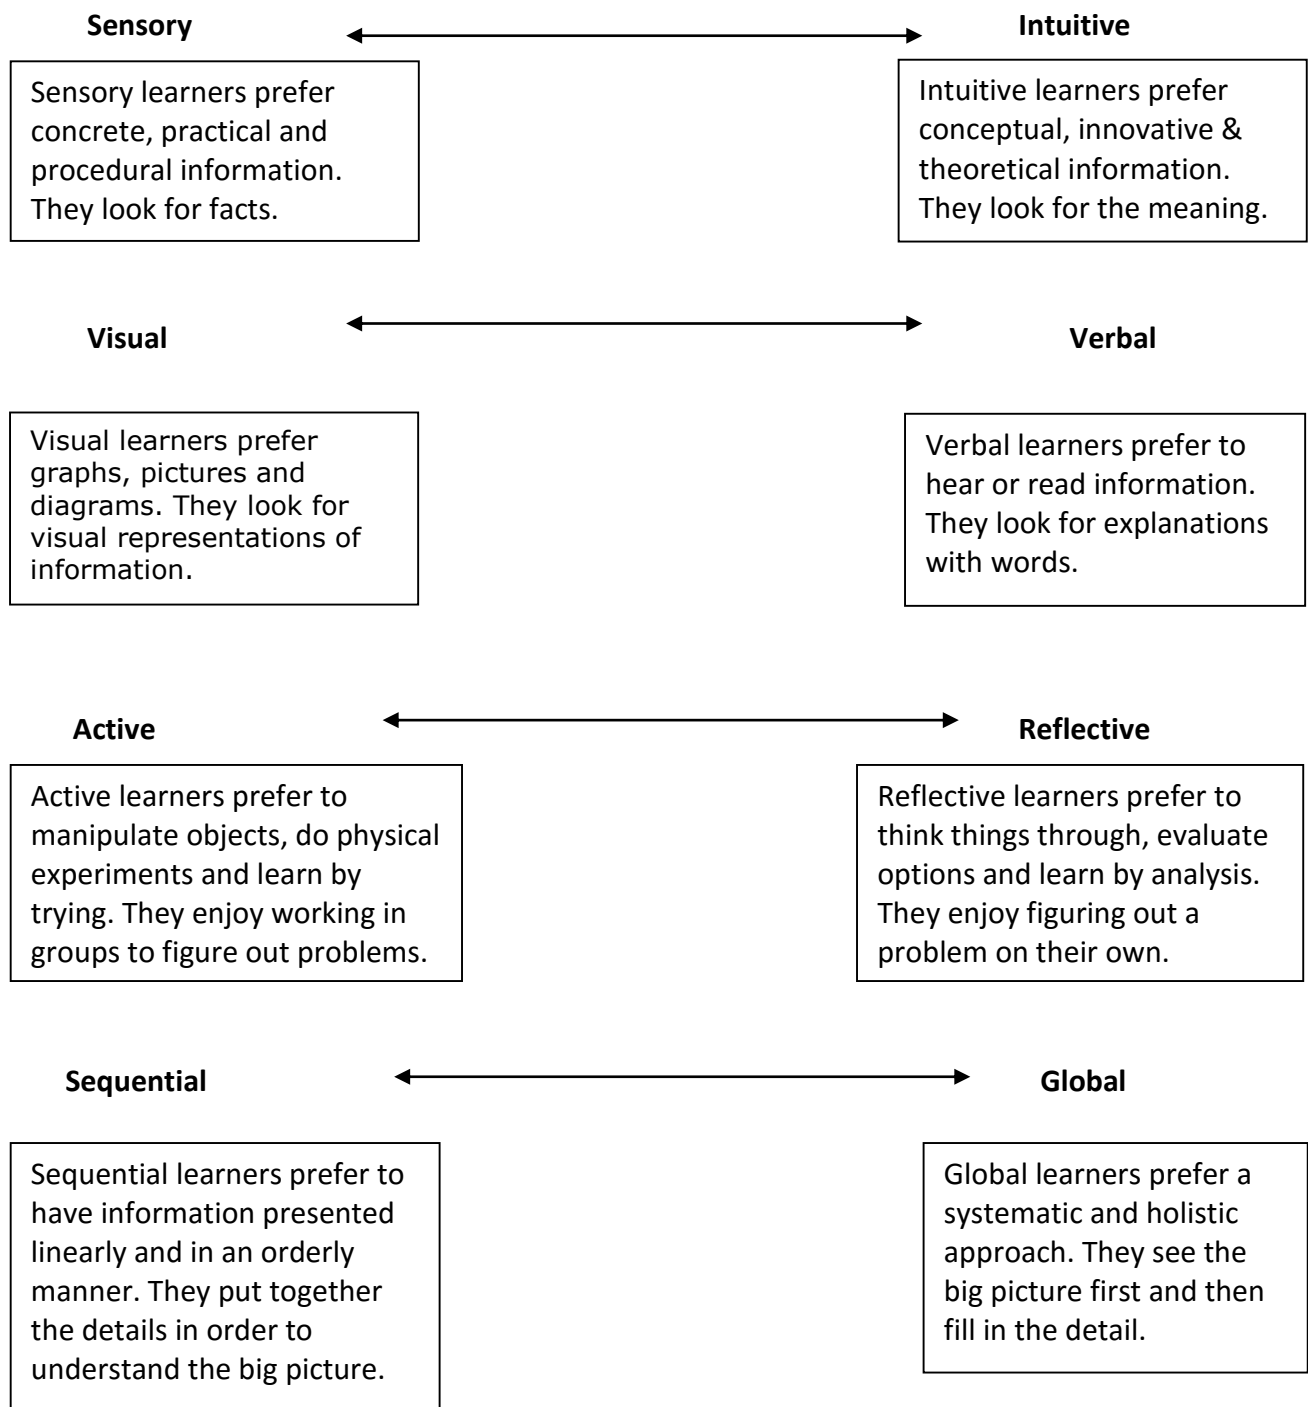 Sensory
Intuitive
Sensory learners prefer
concrete, practical and
procedural information.
They look for facts.
Intuitive learners prefer
conceptual, innovative &
theoretical information.
They look for the meaning.
Visual
Verbal
Visual learners prefer
graphs, pictures and
diagrams. They look for
visual representations of
information.
Verbal learners prefer to
hear or read information.
They look for explanations
with words.
Active
Reflective
Active learners prefer to
manipulate objects, do physical
experiments and learn by
trying. They enjoy working in
groups to figure out problems.
Reflective learners prefer to
think things through, evaluate
options and learn by analysis.
They enjoy figuring out a
problem on their own.
Sequential
Global
Sequential learners prefer to
have information presented
linearly and in an orderly
manner. They put together
the details in order to
understand the big picture.
Global learners prefer a
systematic and holistic
approach. They see the
big picture first and then
fill in the detail.